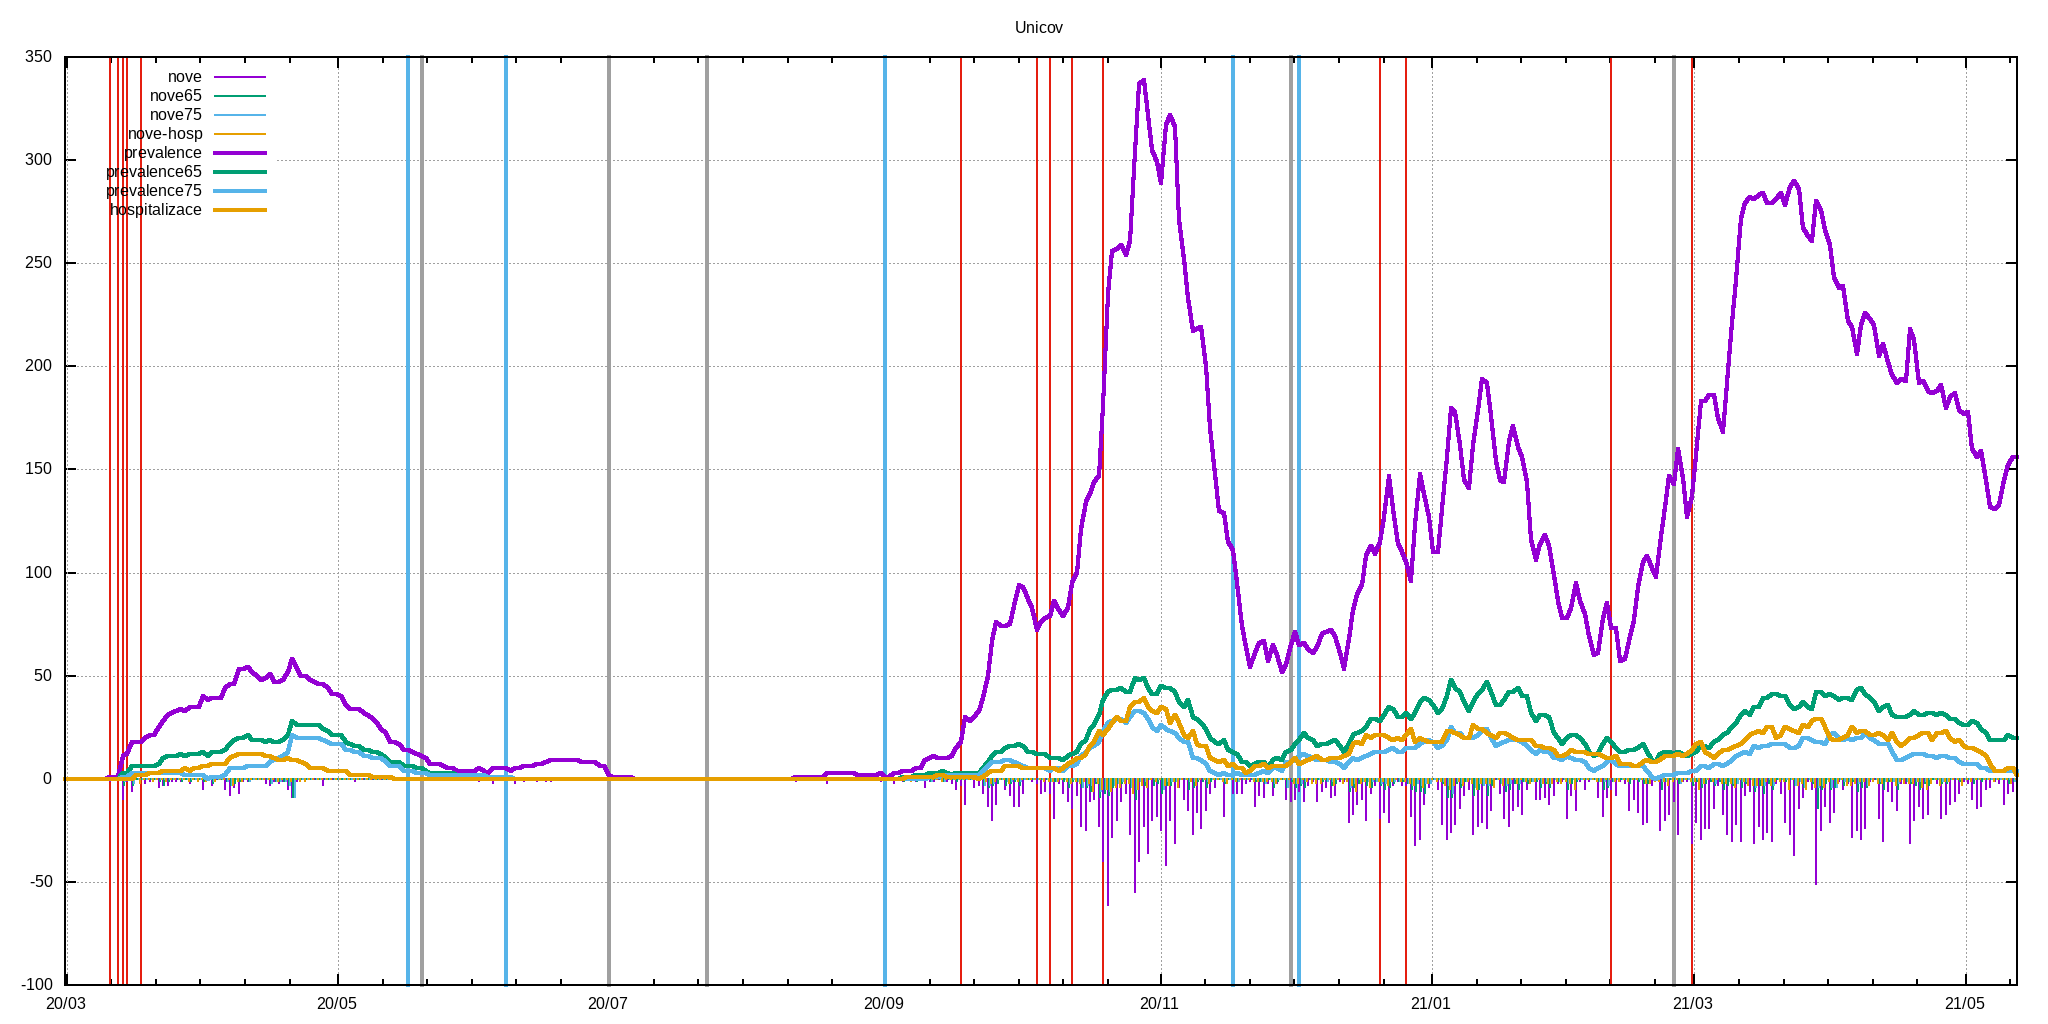 Unicov
350
300
250
200
150
100
50
0
-50
-100
nove
nove65
nove75
nove-hosp
prevalence
prevalence65
prevalence75
hospitalizace
20/03 20/05 20/07 20/09 20/11 21/01 21/03 21/05